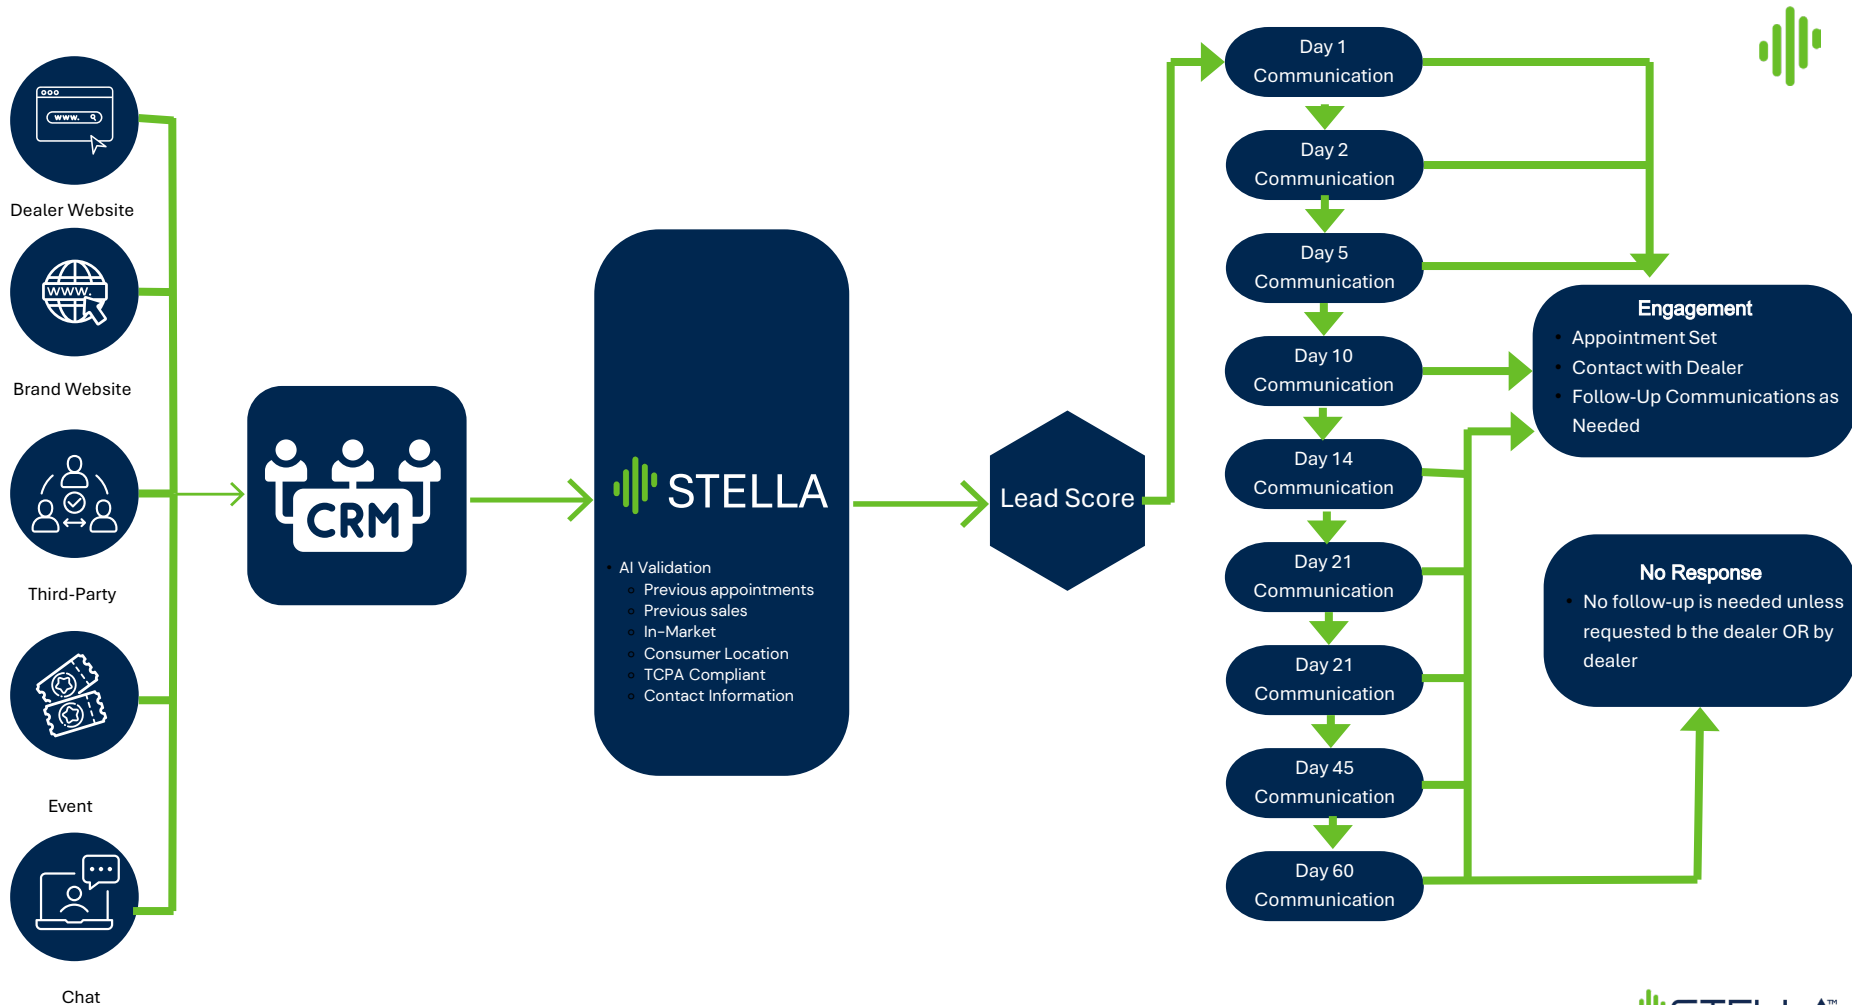 www.
Dealer Website
www.
Brand Website
Third-Party
Event
Chat
CRM
STELLA
AI Validation
Previous appointments
Previous sales
In-Market
Consumer Location
TCPA Compliant
Contact Information
Lead Score
Day 1
Communication
Day 2
Communication
Day 5
Communication
Day 10
Communication
Day 14
Communication
Day 21
Communication
Day 21
Communication
Day 45
Communication
Day 60
Communication
Engagement
Appointment Set
Contact with Dealer
Follow-Up Communications as
Needed
No Response
No follow-up is needed unless
requested b the dealer OR by
dealer
STELLA™